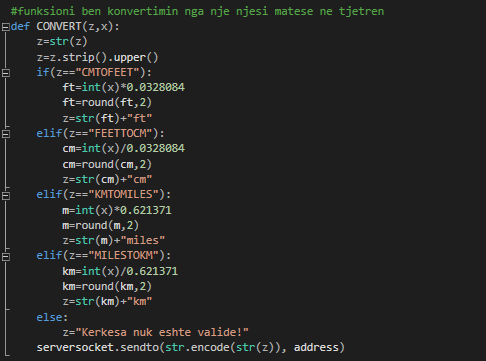 #funksioni ben konvertimin nga nje njesi matese ne tjetren
def CONVERT(z,x):
    z=str(z)
    z=z.strip().upper()
    if(z=="CMTOFEET"):
        ft=int(x)*0.0328084
        ft=round(ft,2)
        z=str(ft)+"ft"
    elif(z=="FEETTOCM"):
        cm=int(x)/0.0328084
        cm=round(cm,2)
        z=str(cm)+"cm"
    elif(z=="KMTOMILES"):
        m=int(x)*0.621371
        m=round(m,2)
        z=str(m)+"miles"
    elif(z=="MILESTOKM"):
        km=int(x)/0.621371
        km=round(km,2)
        z=str(km)+"km"
    else:
        z="Kerkesa nuk eshte valide!"
    serversocket.sendto(str.encode(str(z)), address)